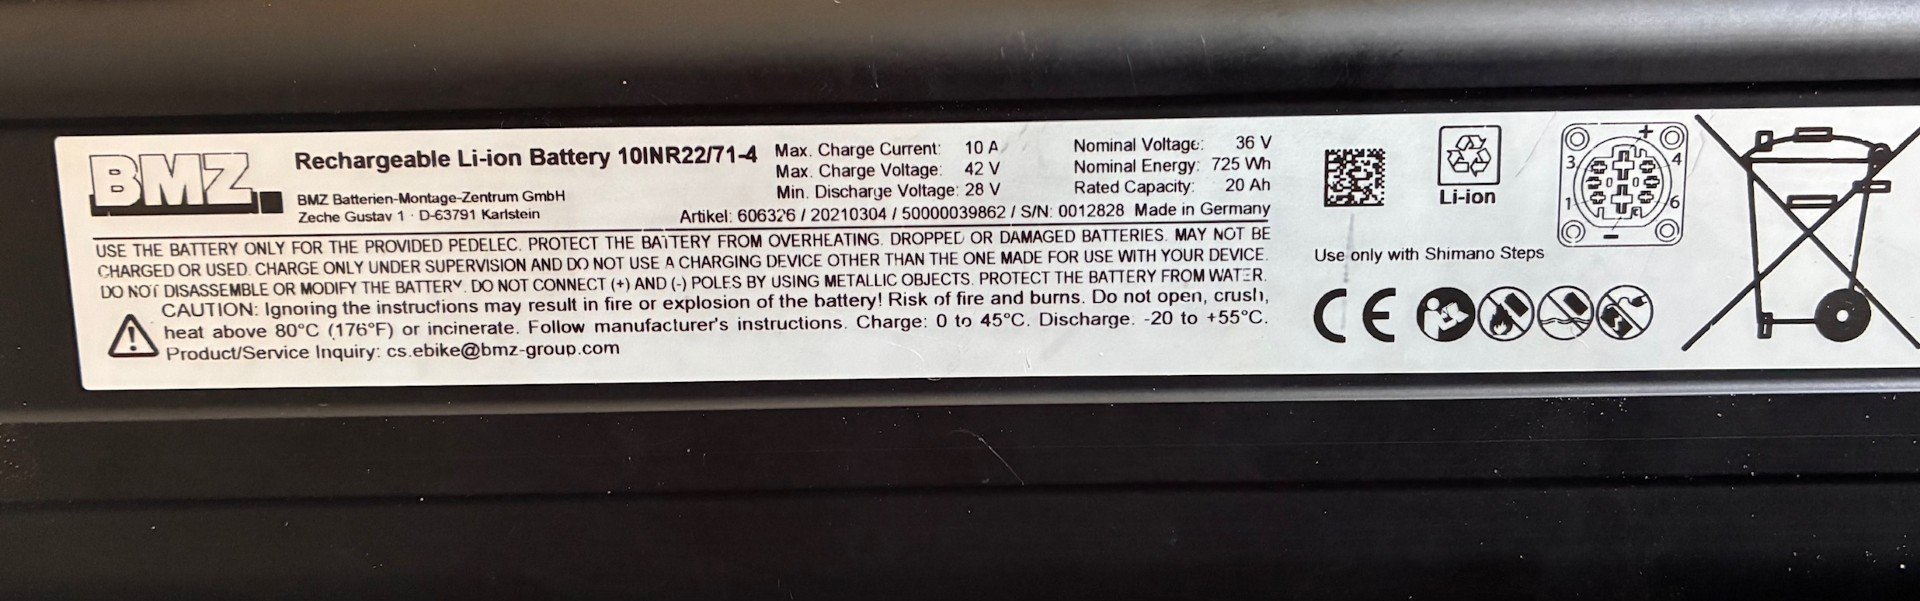 BMZ
Rechargeable Li-ion Battery 10INR22/71-4
BMZ Batterien-Montage-Zentrum GmbH
Zeche Gustav 1 · D-63791 Karlstein
Max. Charge Current: 10 A
Max. Charge Voltage: 42 V
Min. Discharge Voltage: 28 V
Nominal Voltage: 36 V
Nominal Energy: 725 Wh
Rated Capacity: 20 Ah
Artikel: 606326 / 20210304 / 50000039862 / S/N: 0012828 Made in Germany
USE THE BATTERY ONLY FOR THE PROVIDED PEDELEC. PROTECT THE BATTERY FROM OVERHEATING. DROPPED OR DAMAGED BATTERIES. MAY NOT BE
CHARGED OR USED. CHARGE ONLY UNDER SUPERVISION AND DO NOT USE A CHARGING DEVICE OTHER THAN THE ONE MADE FOR USE WITH YOUR DEVICE.
DO NOT DISASSEMBLE OR MODIFY THE BATTERY. DO NOT CONNECT (+) AND (-) POLES BY USING METALLIC OBJECTS. PROTECT THE BATTERY FROM WATER.
CAUTION: Ignoring the instructions may result in fire or explosion of the battery! Risk of fire and burns. Do not open, crush,
heat above 80°C (176°F) or incinerate. Follow manufacturer's instructions. Charge: 0 to 45°C. Discharge. -20 to +55°C.
Product/Service Inquiry: cs.ebike@bmz-group.com
Li-ion
+
3 4
1 6
-
Use only with Shimano Steps
CE